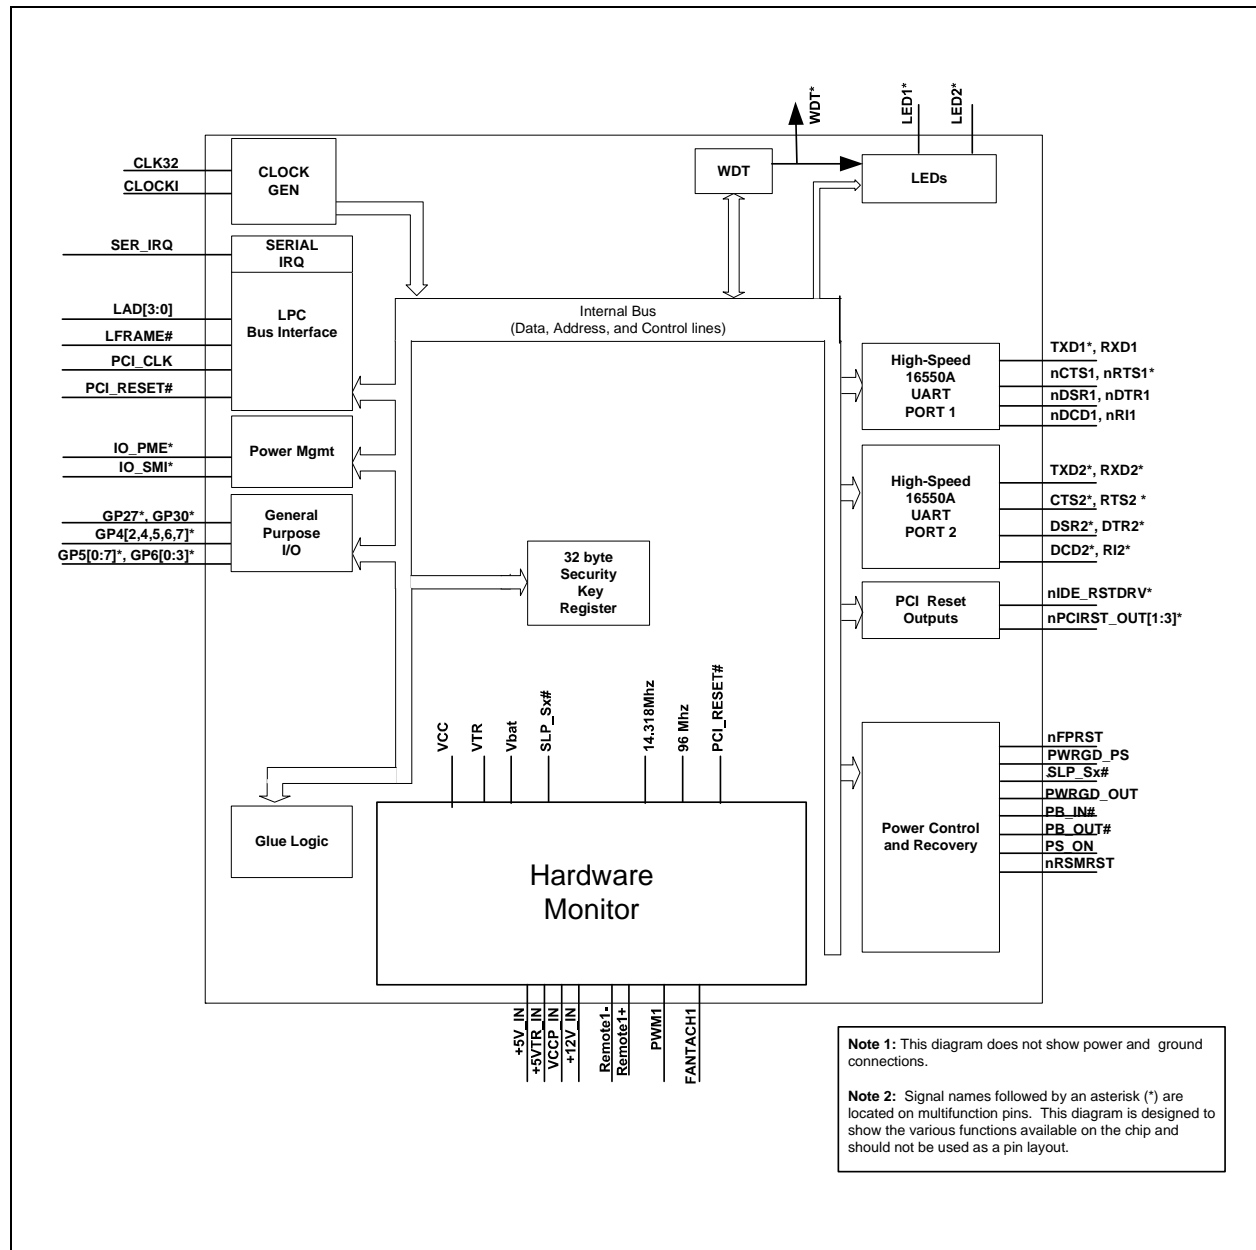 WDT*
LED1*
LED2*
CLK32
CLOCKI
CLOCK
GEN
WDT
LEDs
SER_IRQ
SERIAL
IRQ
LAD[3:0]
LFRAME#
PCI_CLK
PCI_RESET#
LPC
Bus Interface
Internal Bus
(Data, Address, and Control lines)
High-Speed
16550A
UART
PORT 1
TXD1*, RXD1
nCTS1, nRTS1*
nDSR1, nDTR1
nDCD1, nRI1
IO_PME*
IO_SMI*
Power Mgmt
High-Speed
16550A
UART
PORT 2
TXD2*, RXD2*
CTS2*, RTS2 *
DSR2*, DTR2*
DCD2*, RI2*
GP27*, GP30*
GP4[2,4,5,6,7]*
GP5[0:7]*, GP6[0:3]*
General
Purpose
I/O
32 byte
Security
Key
Register
PCI Reset
Outputs
nIDE_RSTDRV*
nPCIRST_OUT[1:3]*
VCC
VTR
Vbat
SLP_Sx#
14.318Mhz
96 Mhz
PCI_RESET#
Glue Logic
Hardware
Monitor
Power Control
and Recovery
nFPRST
PWRGD_PS
SLP_Sx#
PWRGD_OUT
PB_IN#
PB_OUT#
PS_ON
nRSMRST
+5V_IN
+5VTR_IN
VCCP_IN
+12V_IN
Remote1-
Remote1+
PWM1
FANTACH1
Note 1: This diagram does not show power and ground
connections.
Note 2: Signal names followed by an asterisk (*) are
located on multifunction pins. This diagram is designed to
show the various functions available on the chip and
should not be used as a pin layout.